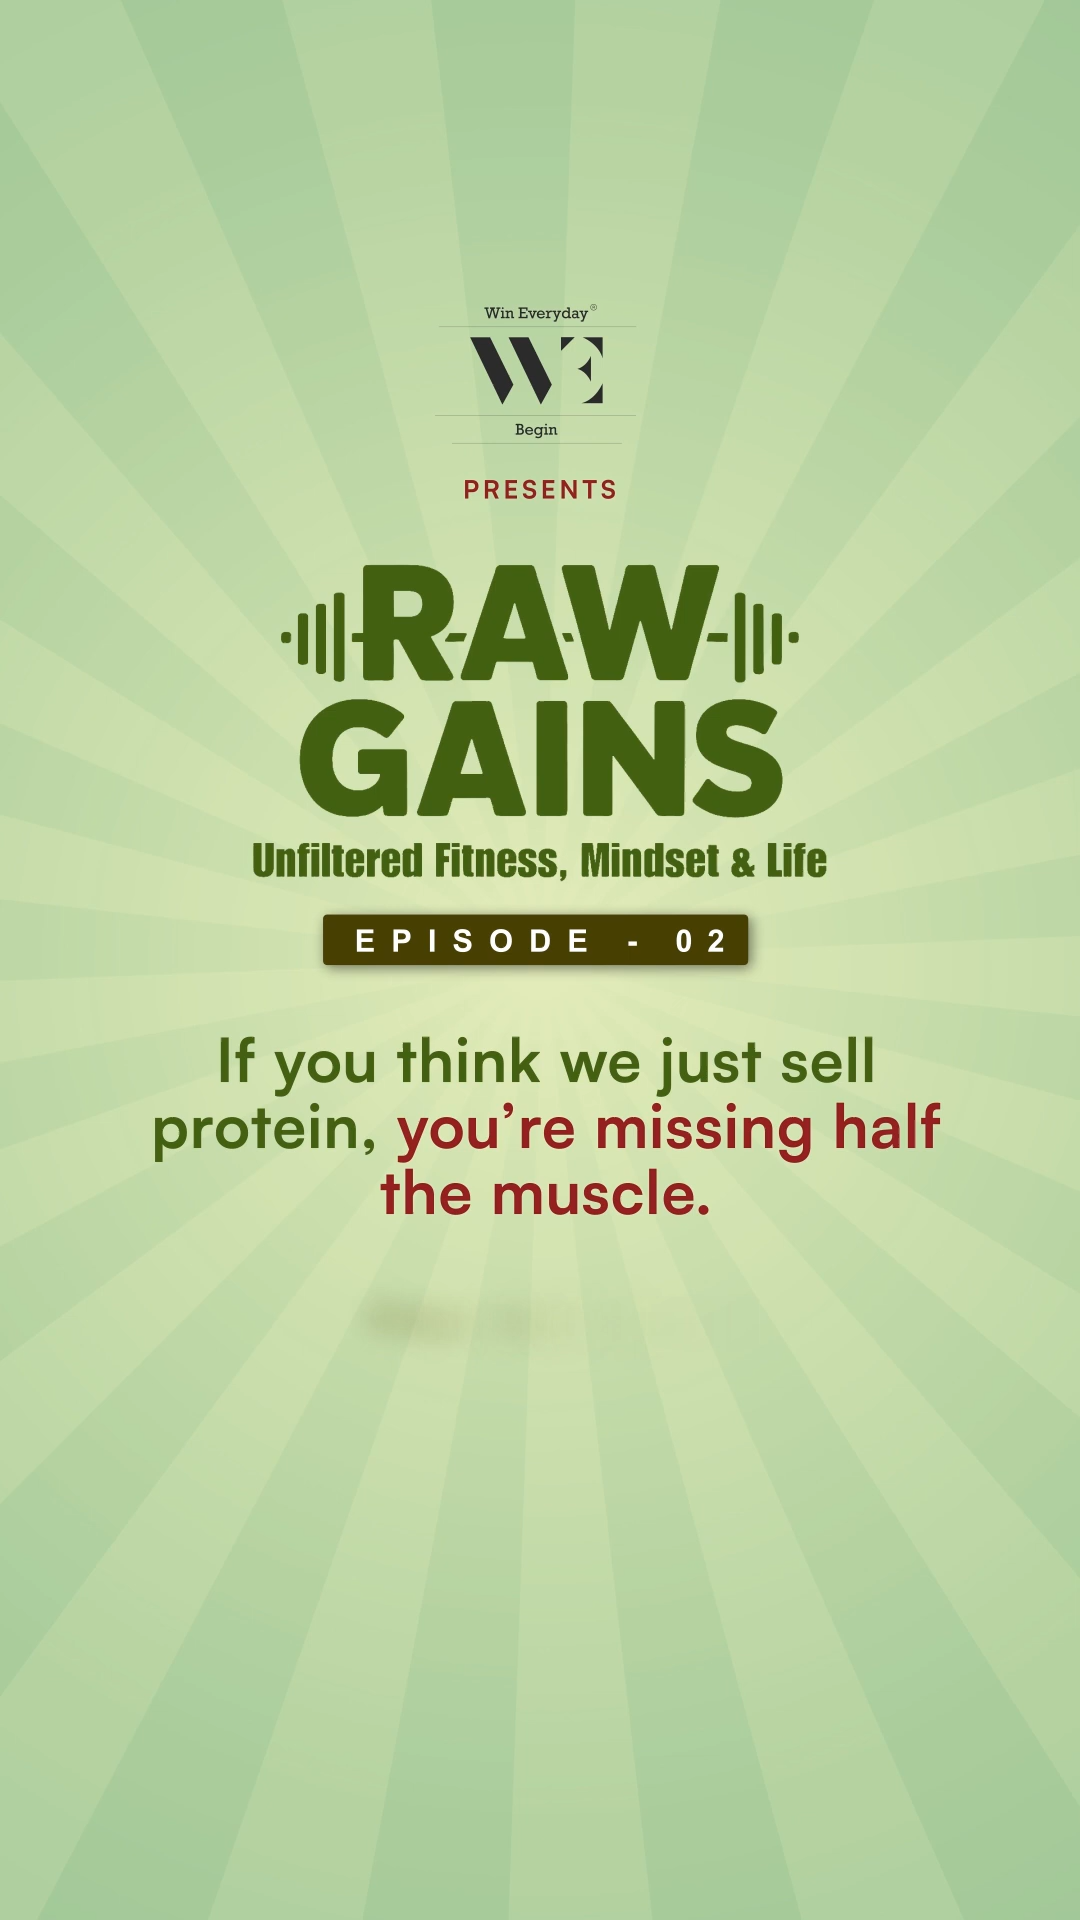 Win Everyday®
WE
Begin
PRESENTS
RAW
GAINS
Unfiltered Fitness, Mindset & Life
EPISODE - 02
If you think we just sell
protein, you’re missing half
the muscle.